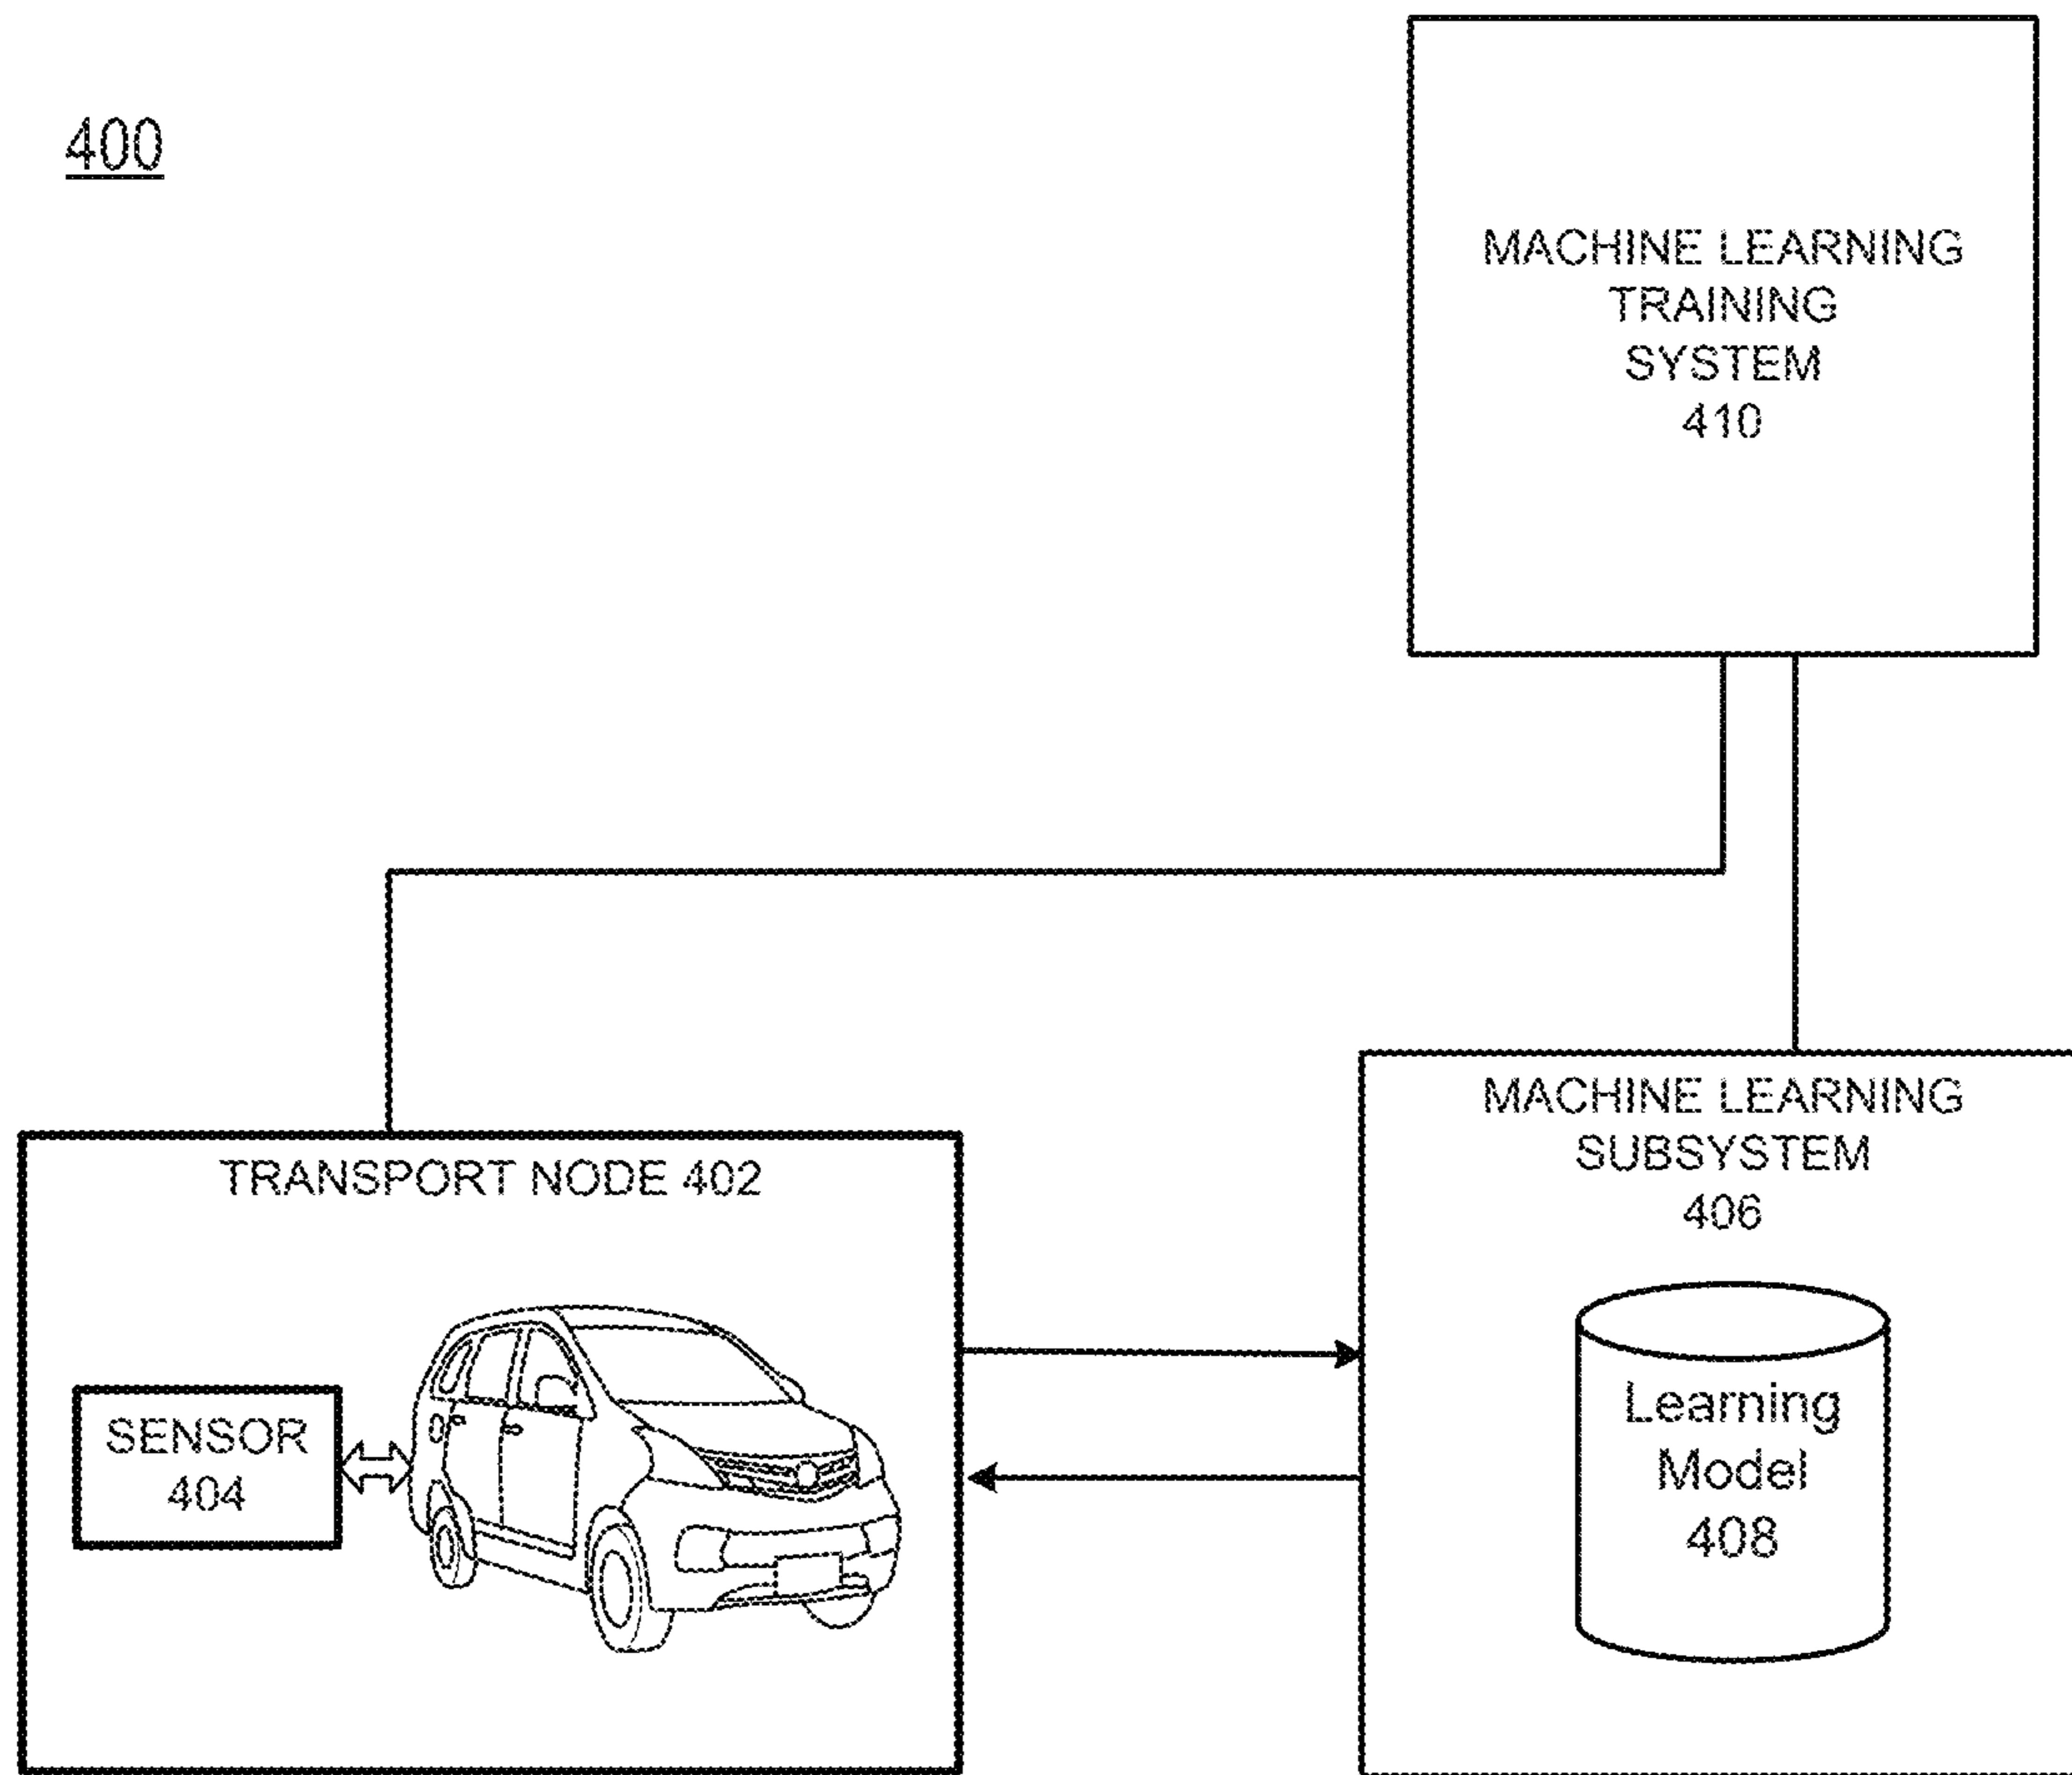 400
MACHINE LEARNING
TRAINING
SYSTEM
410
TRANSPORT NODE 402
SENSOR
404
MACHINE LEARNING
SUBSYSTEM
406
Learning
Model
408